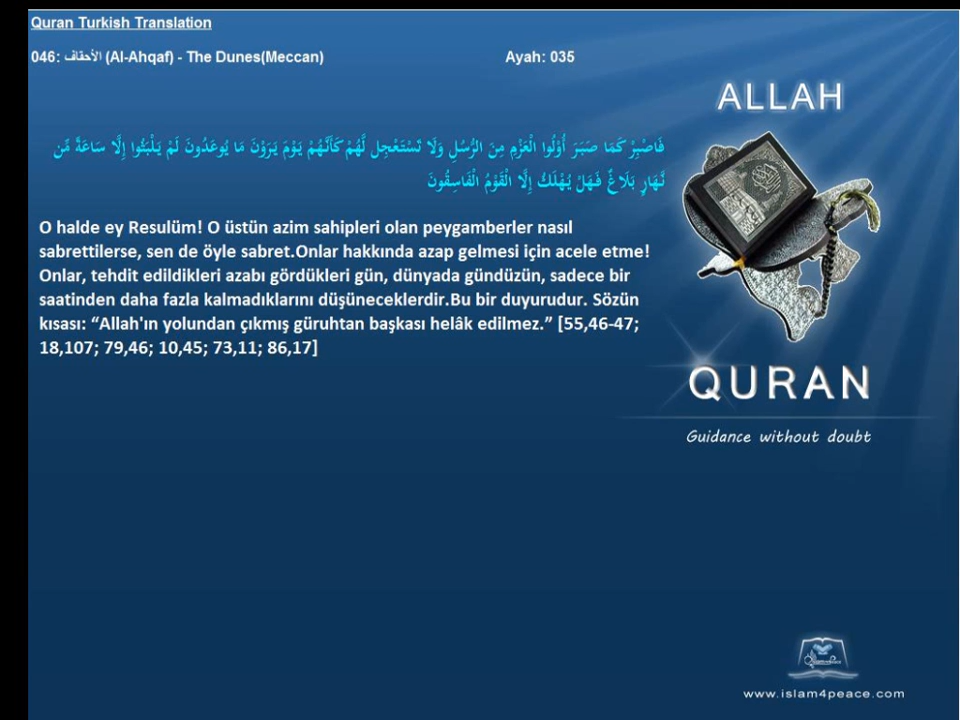 Quran Turkish Translation
046: الأحقاف (Al-Ahqaf) - The Dunes(Meccan) Ayah: 035
ALLAH
فَاصْبِرْ كَمَا صَبَرَ أُوْلُوا الْعَزْمِ مِنَ الرُّسُلِ وَلَا تَسْتَعْجِل لَّهُمْ كَأَنَّهُمْ يَوْمَ يَرَوْنَ مَا يُوعَدُونَ لَمْ يَلْبَثُوا إِلَّا سَاعَةً مِّن
نَّهَارٍ بَلَاغٌ فَهَلْ يُهْلَكُ إِلَّا الْقَوْمُ الْفَاسِقُونَ
O halde ey Resulüm! O üstün azim sahipleri olan peygamberler nasıl
sabrettilerse, sen de öyle sabret.Onlar hakkında azap gelmesi için acele etme!
Onlar, tehdit edildikleri azabı gördükleri gün, dünyada gündüzün, sadece bir
saatinden daha fazla kalmadıklarını düşüneceklerdir.Bu bir duyurudur. Sözün
kısası: “Allah'ın yolundan çıkmış güruhtan başkası helâk edilmez.” [55,46-47;
18,107; 79,46; 10,45; 73,11; 86,17]
QURAN
Guidance without doubt
www.islam4peace.com